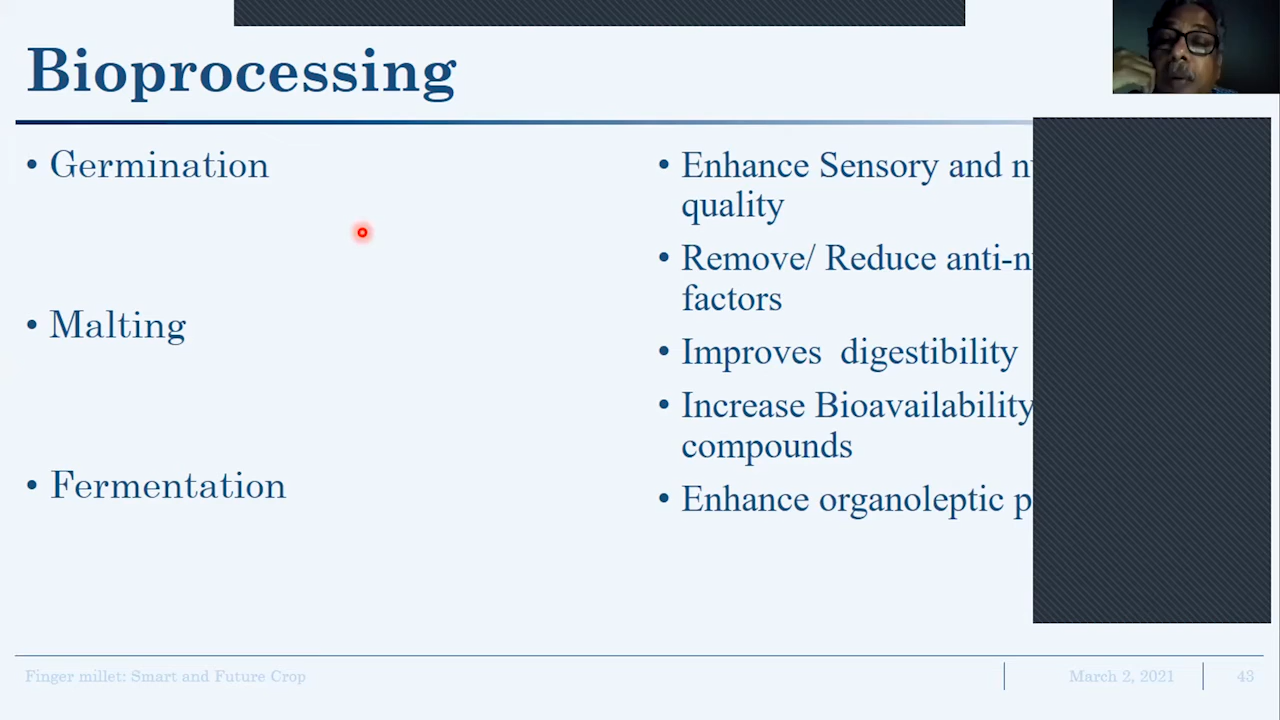 Bioprocessing
• Germination
• Malting
• Fermentation
• Enhance Sensory and
quality
• Remove/ Reduce
factors
• Improves digestibility
• Increase Bioavailability
compounds
• Enhance organoleptic
Finger millet: Smart and Future Crop
March 2, 2021
43